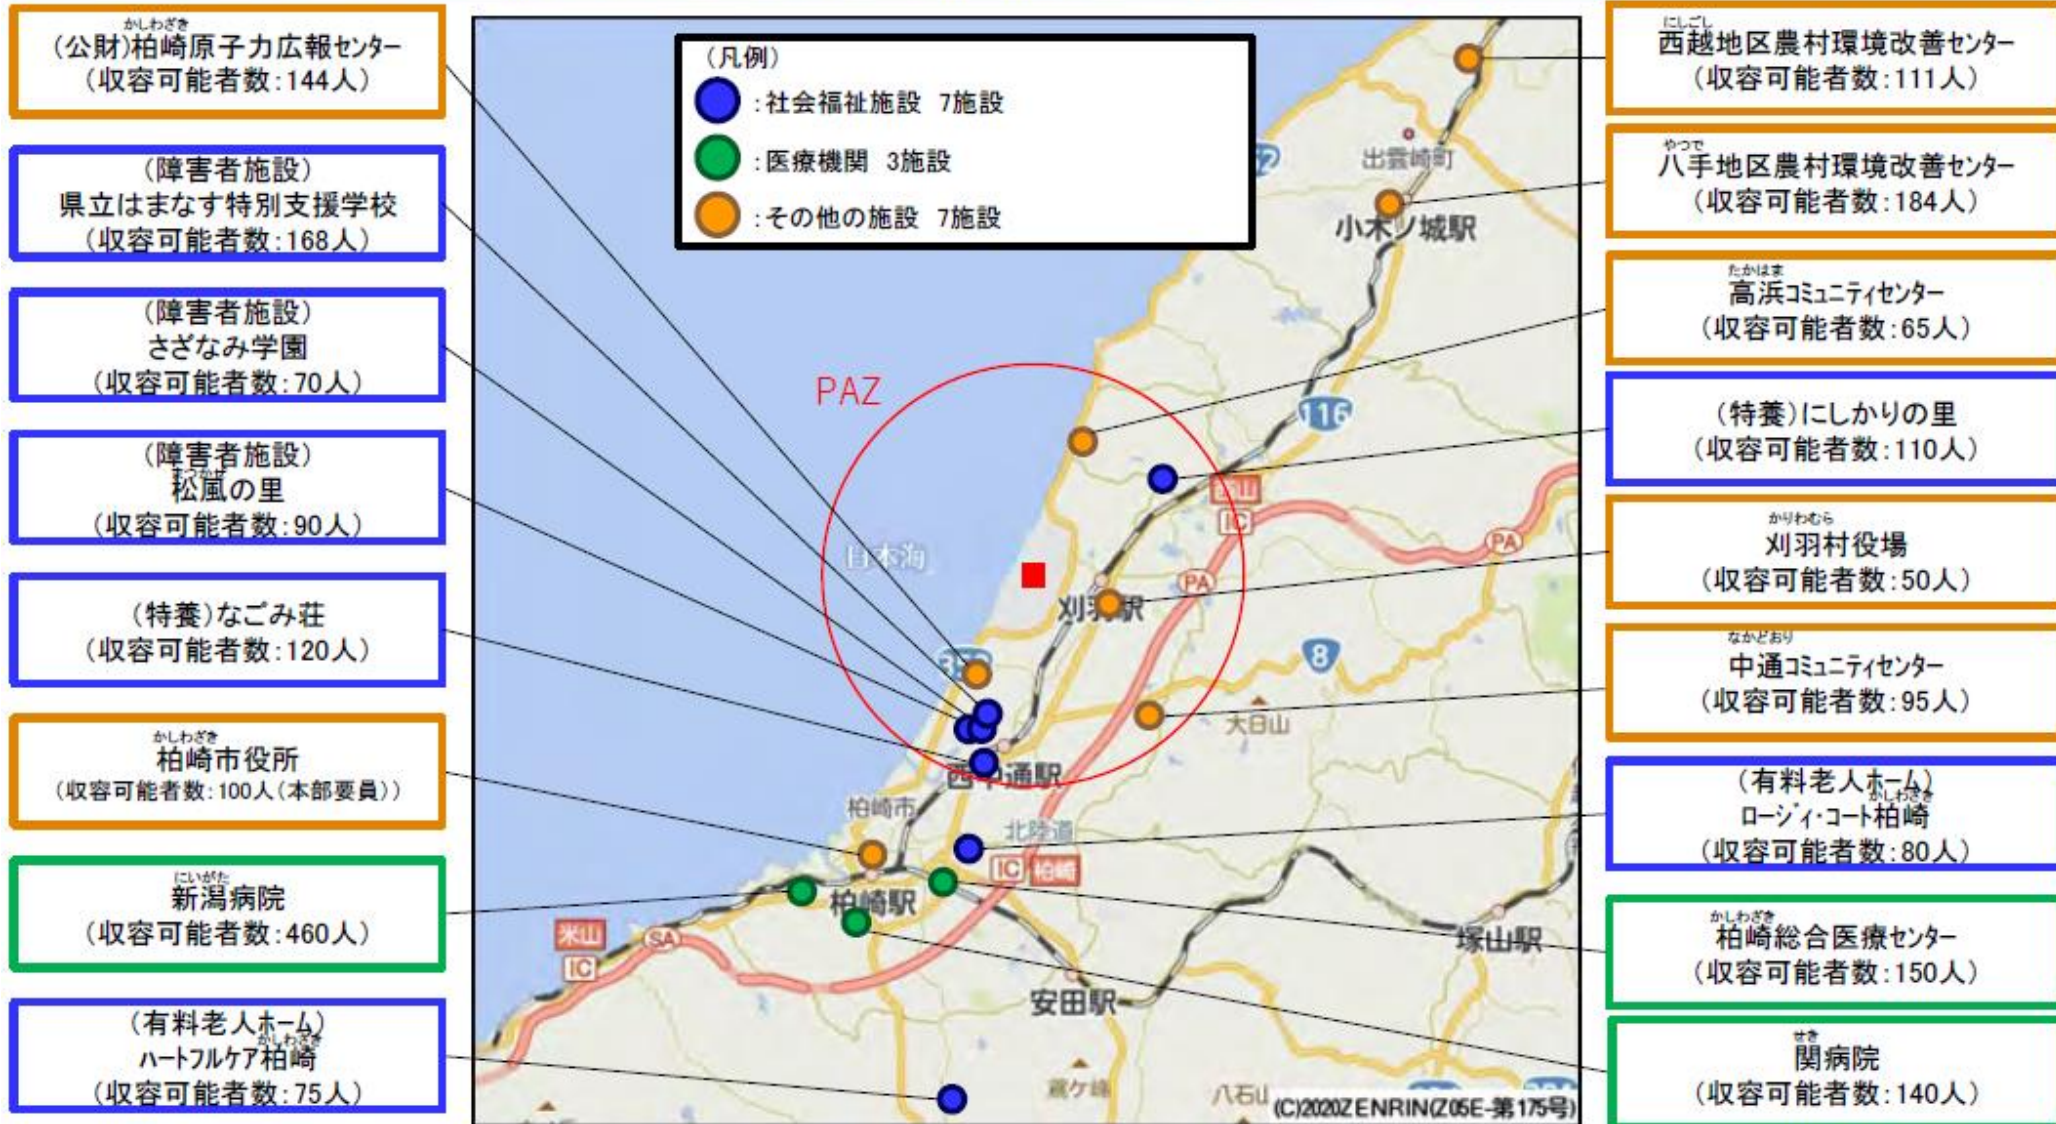 かしわざき
(公財)柏崎原子力広報センター
(収容可能者数:144人)
(障害者施設)
県立はまなす特別支援学校
(収容可能者数:168人)
(障害者施設)
さざなみ学園
(収容可能者数:70人)
(障害者施設)
まつかぜ
松風の里
(収容可能者数:90人)
(特養)なごみ荘
(収容可能者数:120人)
かしわざき
柏崎市役所
(収容可能者数:100人(本部要員))
にいがた
新潟病院
(収容可能者数:460人)
(有料老人ホーム)
かしわざき
ハートフルケア柏崎
(収容可能者数:75人)
(凡例)
:社会福祉施設 7施設
:医療機関 3施設
:その他の施設 7施設
出雲崎町
小木ノ城駅
PAZ
116
IC
PA
日本海
PA
刈羽駅
8
大日山
西中通駅
柏崎市
北陸道
IC 柏崎
柏崎駅
米山
IC
SA
塚山駅
安田駅
八石山
(C)2020ZENRIN(Z05E-第175号)
にしごし
西越地区農村環境改善センター
(収容可能者数:111人)
やつで
八手地区農村環境改善センター
(収容可能者数:184人)
たかはま
高浜コミュニティセンター
(収容可能者数:65人)
(特養)にしかりの里
(収容可能者数:110人)
かりわむら
刈羽村役場
(収容可能者数:50人)
なかどおり
中通コミュニティセンター
(収容可能者数:95人)
(有料老人ホーム)
かしわざき
ロージィ・コート柏崎
(収容可能者数:80人)
かしわざき
柏崎総合医療センター
(収容可能者数:150人)
せき
関病院
(収容可能者数:140人)